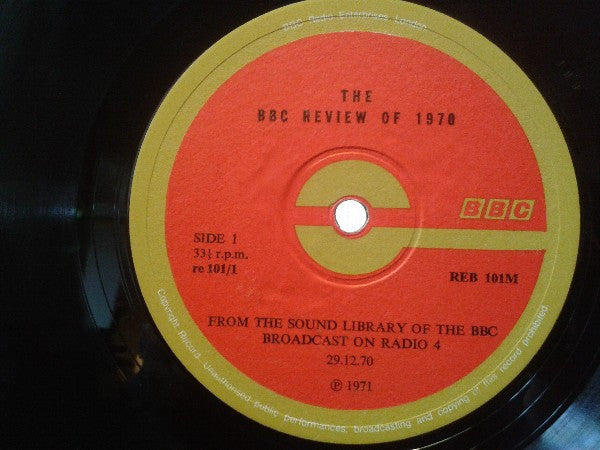 BBC Radio Enterprises London
THE
BBC REVIEW OF 1970
BBC
SIDE 1
33⅓ r.p.m.
re 101/1
REB 101M
FROM THE SOUND LIBRARY OF THE BBC
BROADCAST ON RADIO 4
29.12.70
℗ 1971
Copyright Record. Unauthorised public performances, broadcasting and copying of this record prohibited